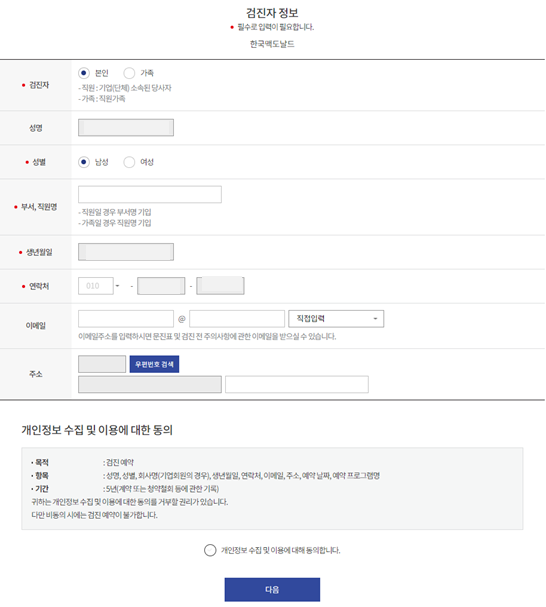 검진자 정보
• 필수로 입력이 필요합니다.
한국맥도날드
• 검진자
본인 가족
- 직원 : 기업(단체) 소속된 당사자
- 가족 : 직원가족
성명
• 성별
남성 여성
• 부서, 직원명
- 직원일 경우 부서명 기입
- 가족일 경우 직원명 기입
• 생년월일
• 연락처
010 - -
이메일
@ 직접입력
이메일주소를 입력하시면 문진표 및 검진 전 주의사항에 관한 이메일을 받으실 수 있습니다.
주소
우편번호 검색
개인정보 수집 및 이용에 대한 동의
· 목적 : 검진 예약
· 항목 : 성명, 성별, 회사명(기업회원의 경우), 생년월일, 연락처, 이메일, 주소, 예약 날짜, 예약 프로그램명
· 기간 : 5년(계약 또는 청약철회 등에 관한 기록)
귀하는 개인정보 수집 및 이용에 대한 동의를 거부할 권리가 있습니다.
다만 비동의 시에는 검진 예약이 불가합니다.
개인정보 수집 및 이용에 대해 동의합니다.
다음